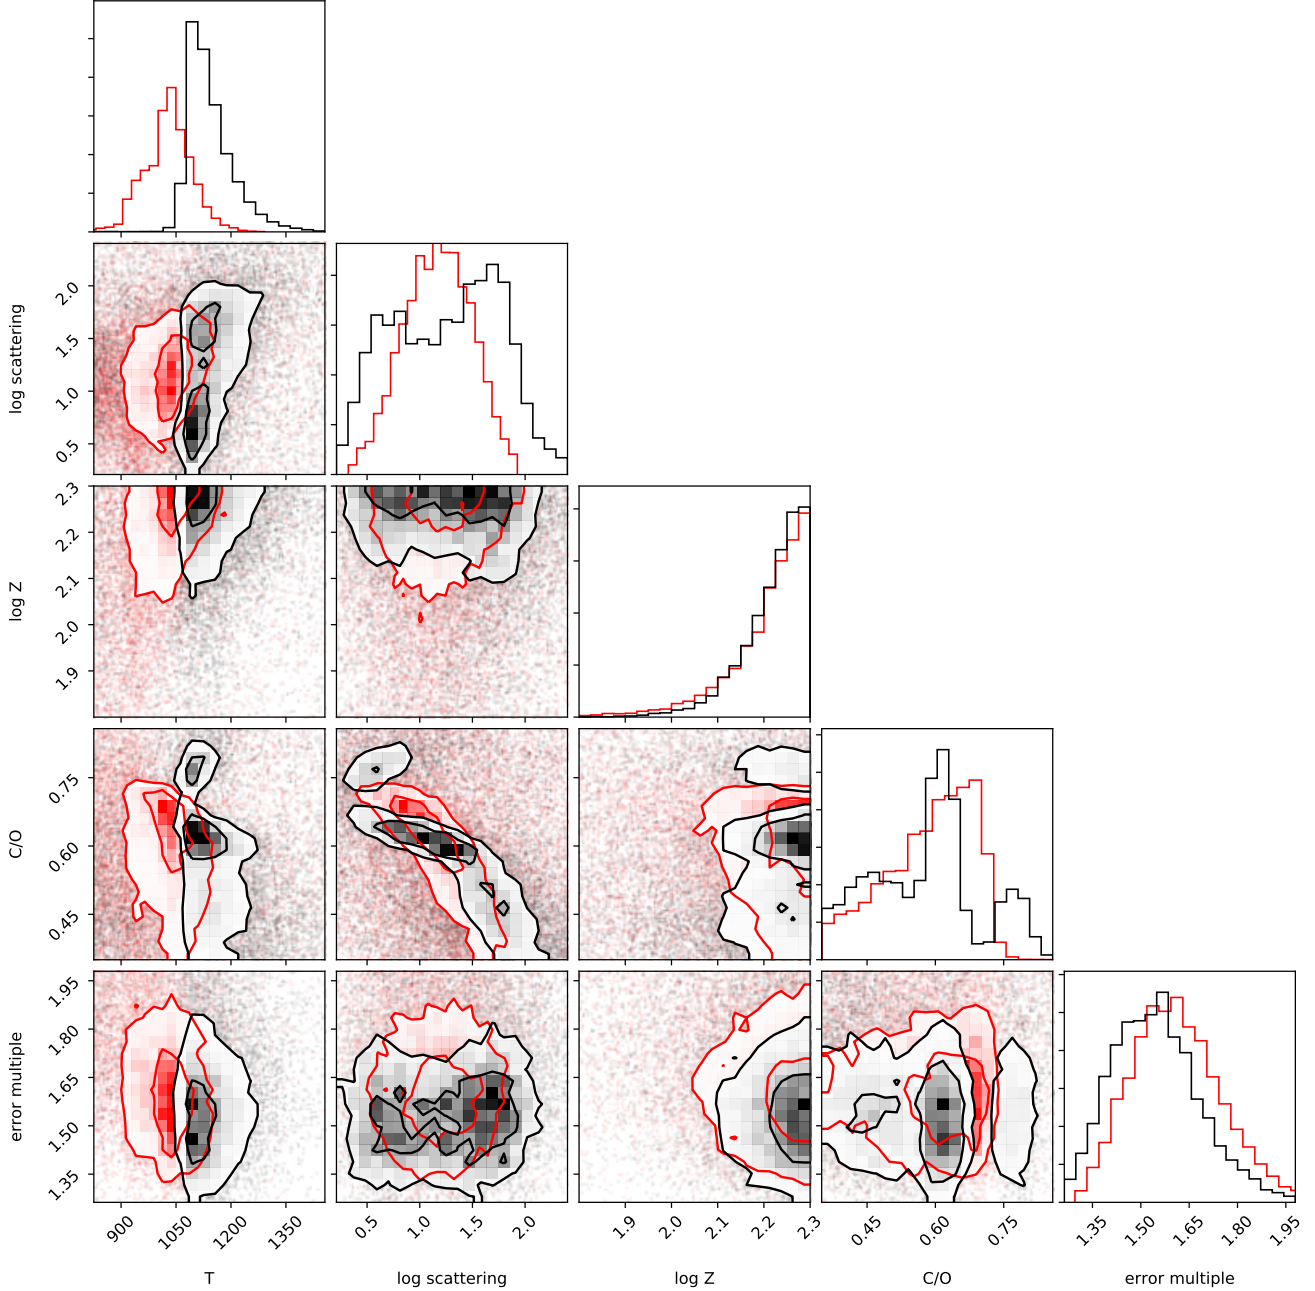 log scattering
2.0
1.5
1.0
0.5
log Z
2.3
2.2
2.1
2.0
1.9
C/O
0.75
0.60
0.45
error multiple
1.95
1.80
1.65
1.50
1.35
900 1050 1200 1350
0.5 1.0 1.5 2.0
1.9 2.0 2.1 2.2 2.3
0.45 0.60 0.75
1.35 1.50 1.65 1.80 1.95
T log scattering log Z C/O error multiple